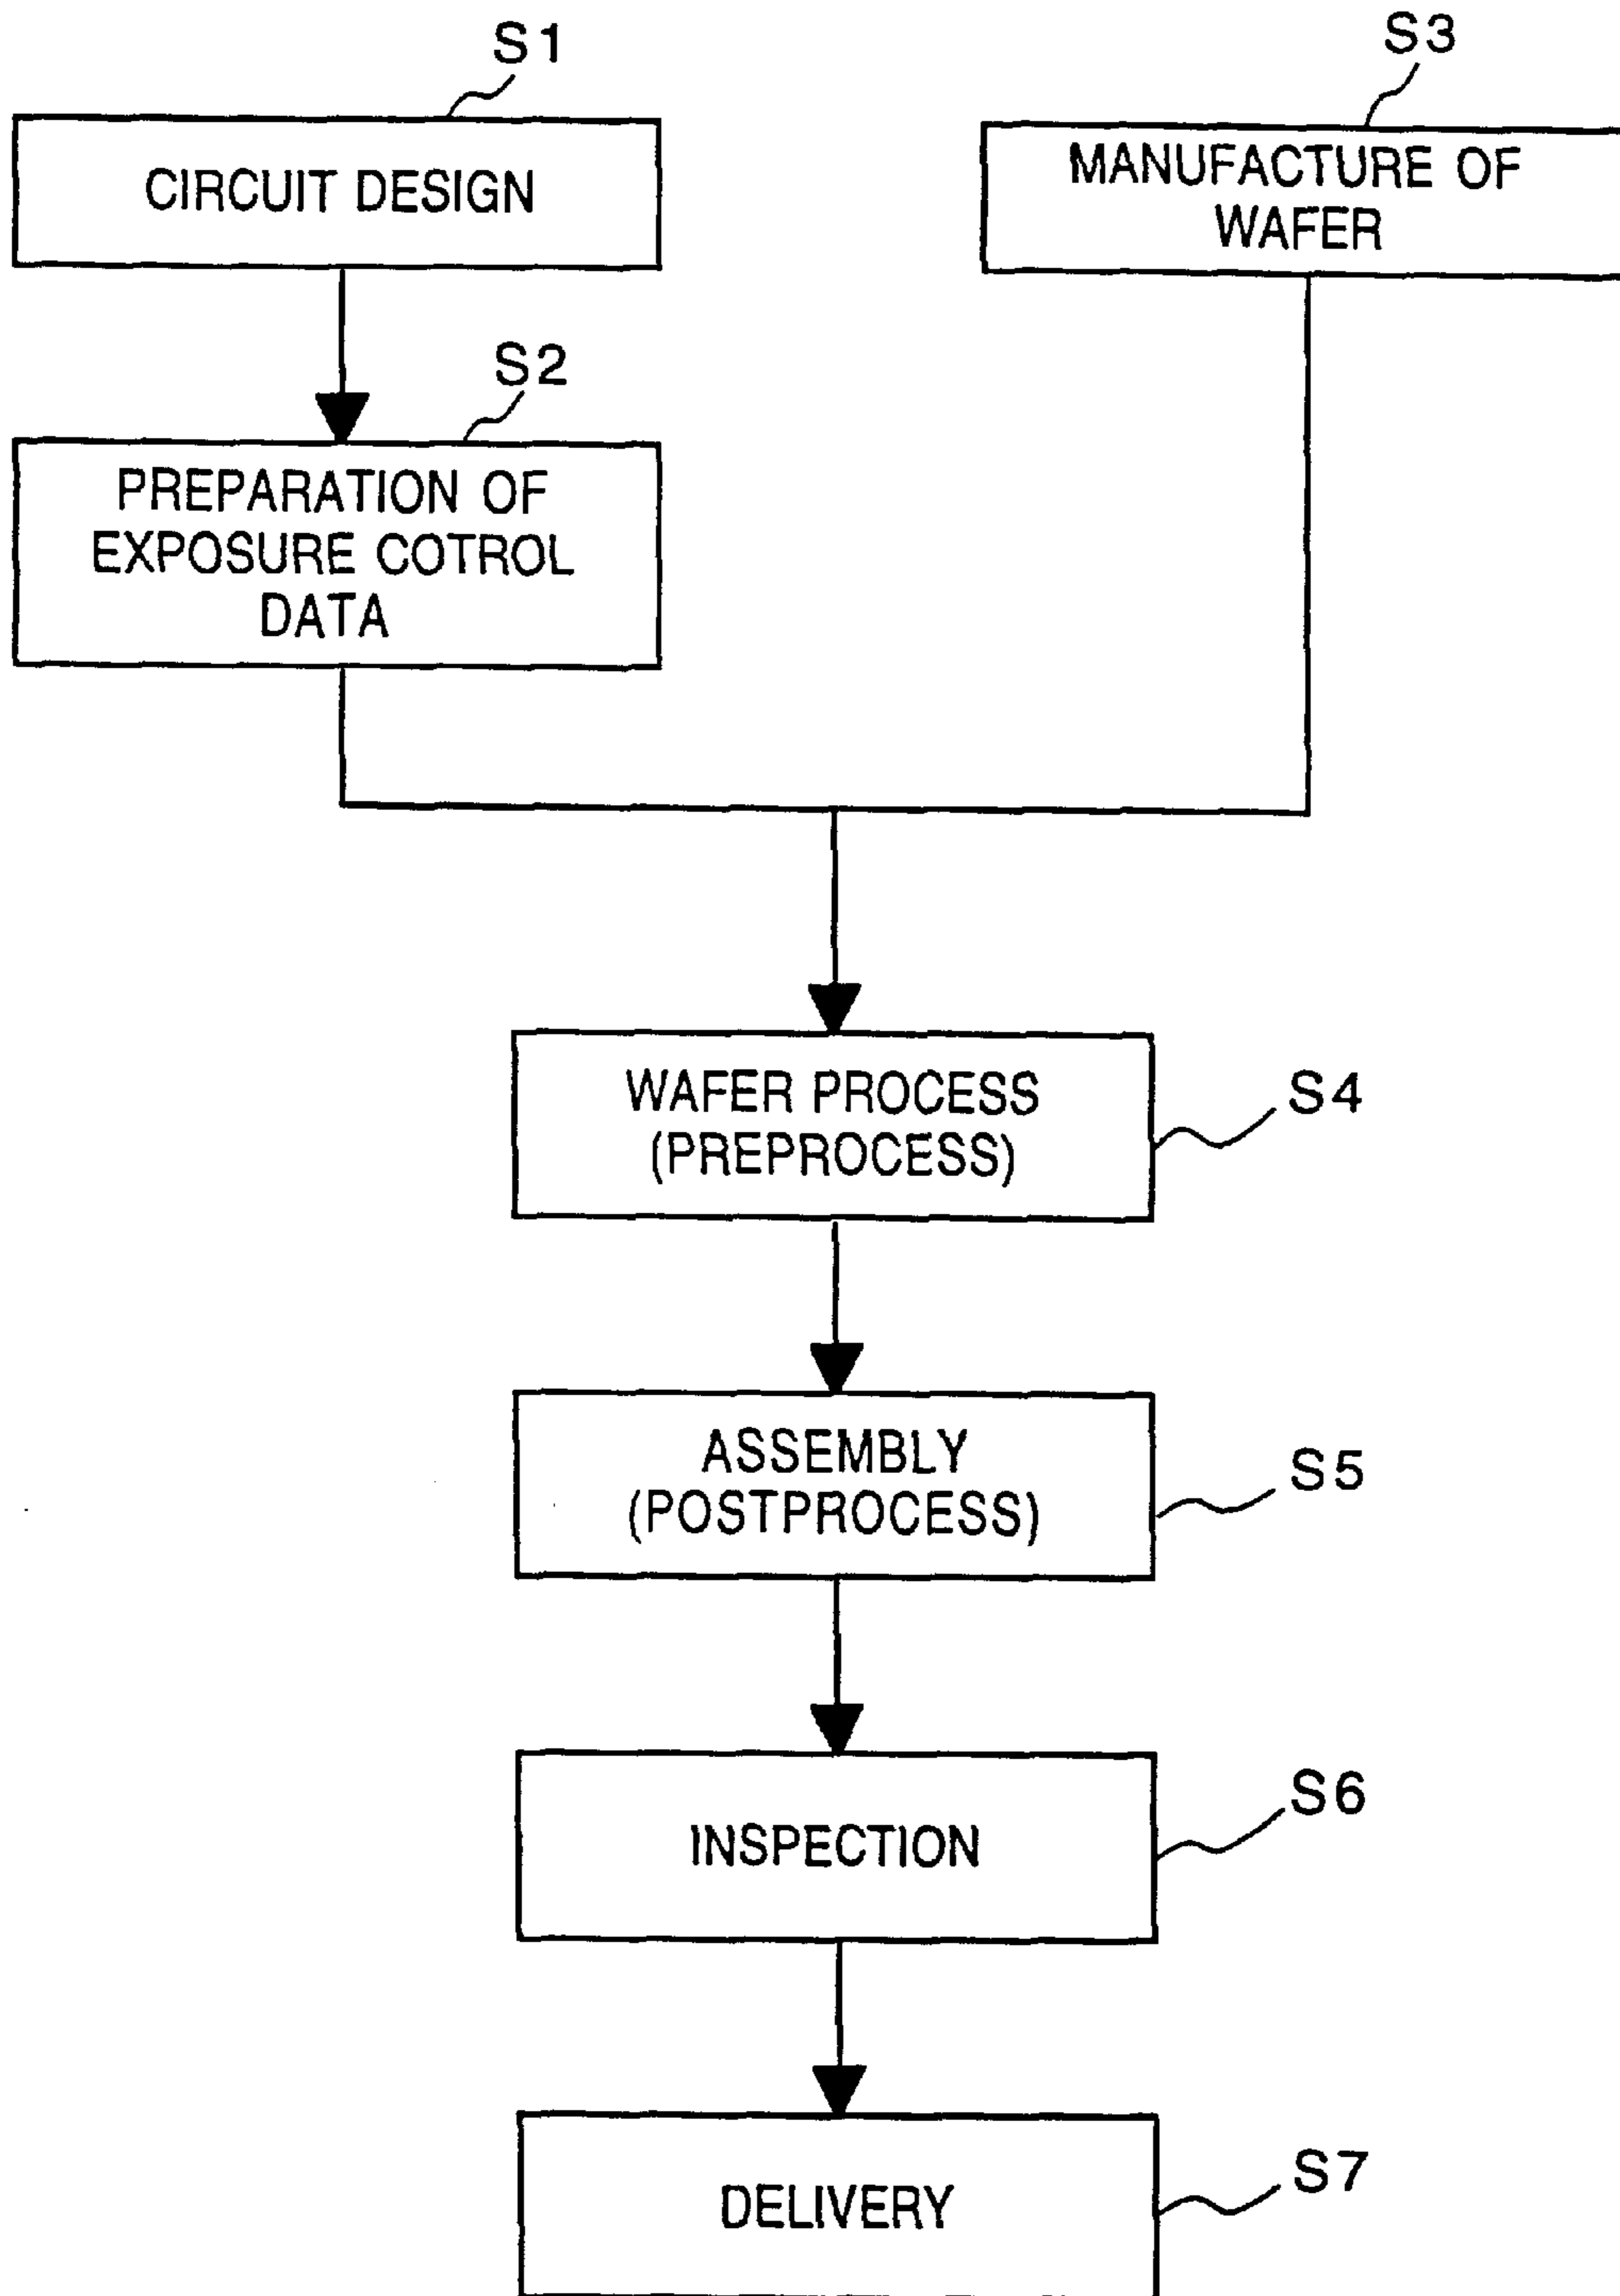 S1
CIRCUIT DESIGN
S3
MANUFACTURE OF
WAFER
S2
PREPARATION OF
EXPOSURE COTROL
DATA
WAFER PROCESS
(PREPROCESS)
S4
ASSEMBLY
(POSTPROCESS)
S5
INSPECTION
S6
DELIVERY
S7